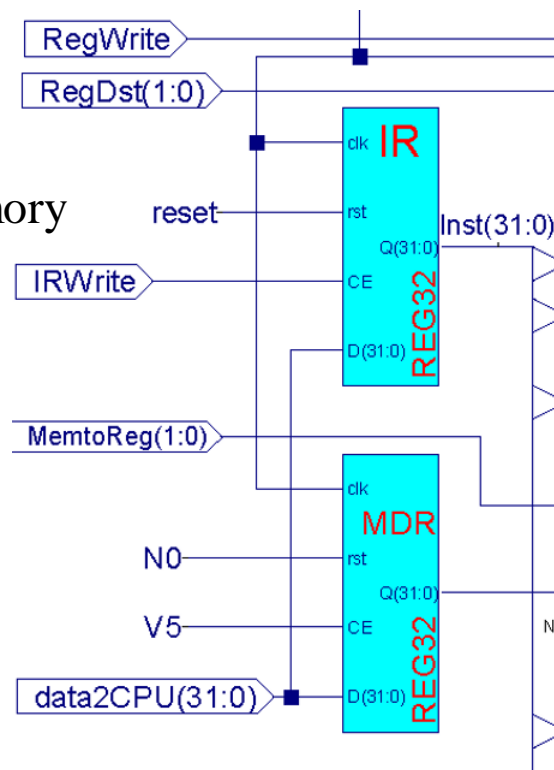 RegWrite
RegDst(1:0)
clk
IR
reset
rst
Inst(31:0)
Q(31:0)
IRWrite
CE
REG32
D(31:0)
MemtoReg(1:0)
clk
MDR
N0
rst
Q(31:0)
V5
CE
N
REG32
data2CPU(31:0)
D(31:0)